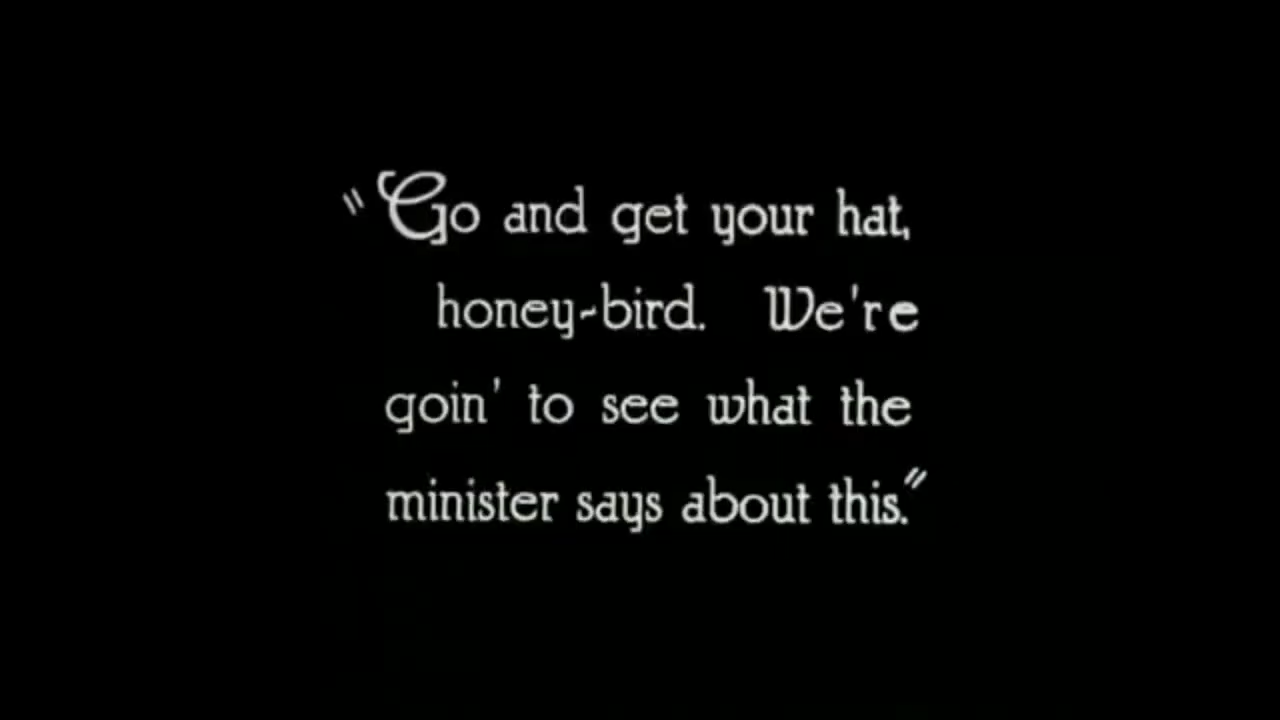 "Go and get your hat,
honey-bird. We're
goin' to see what the
minister says about this."